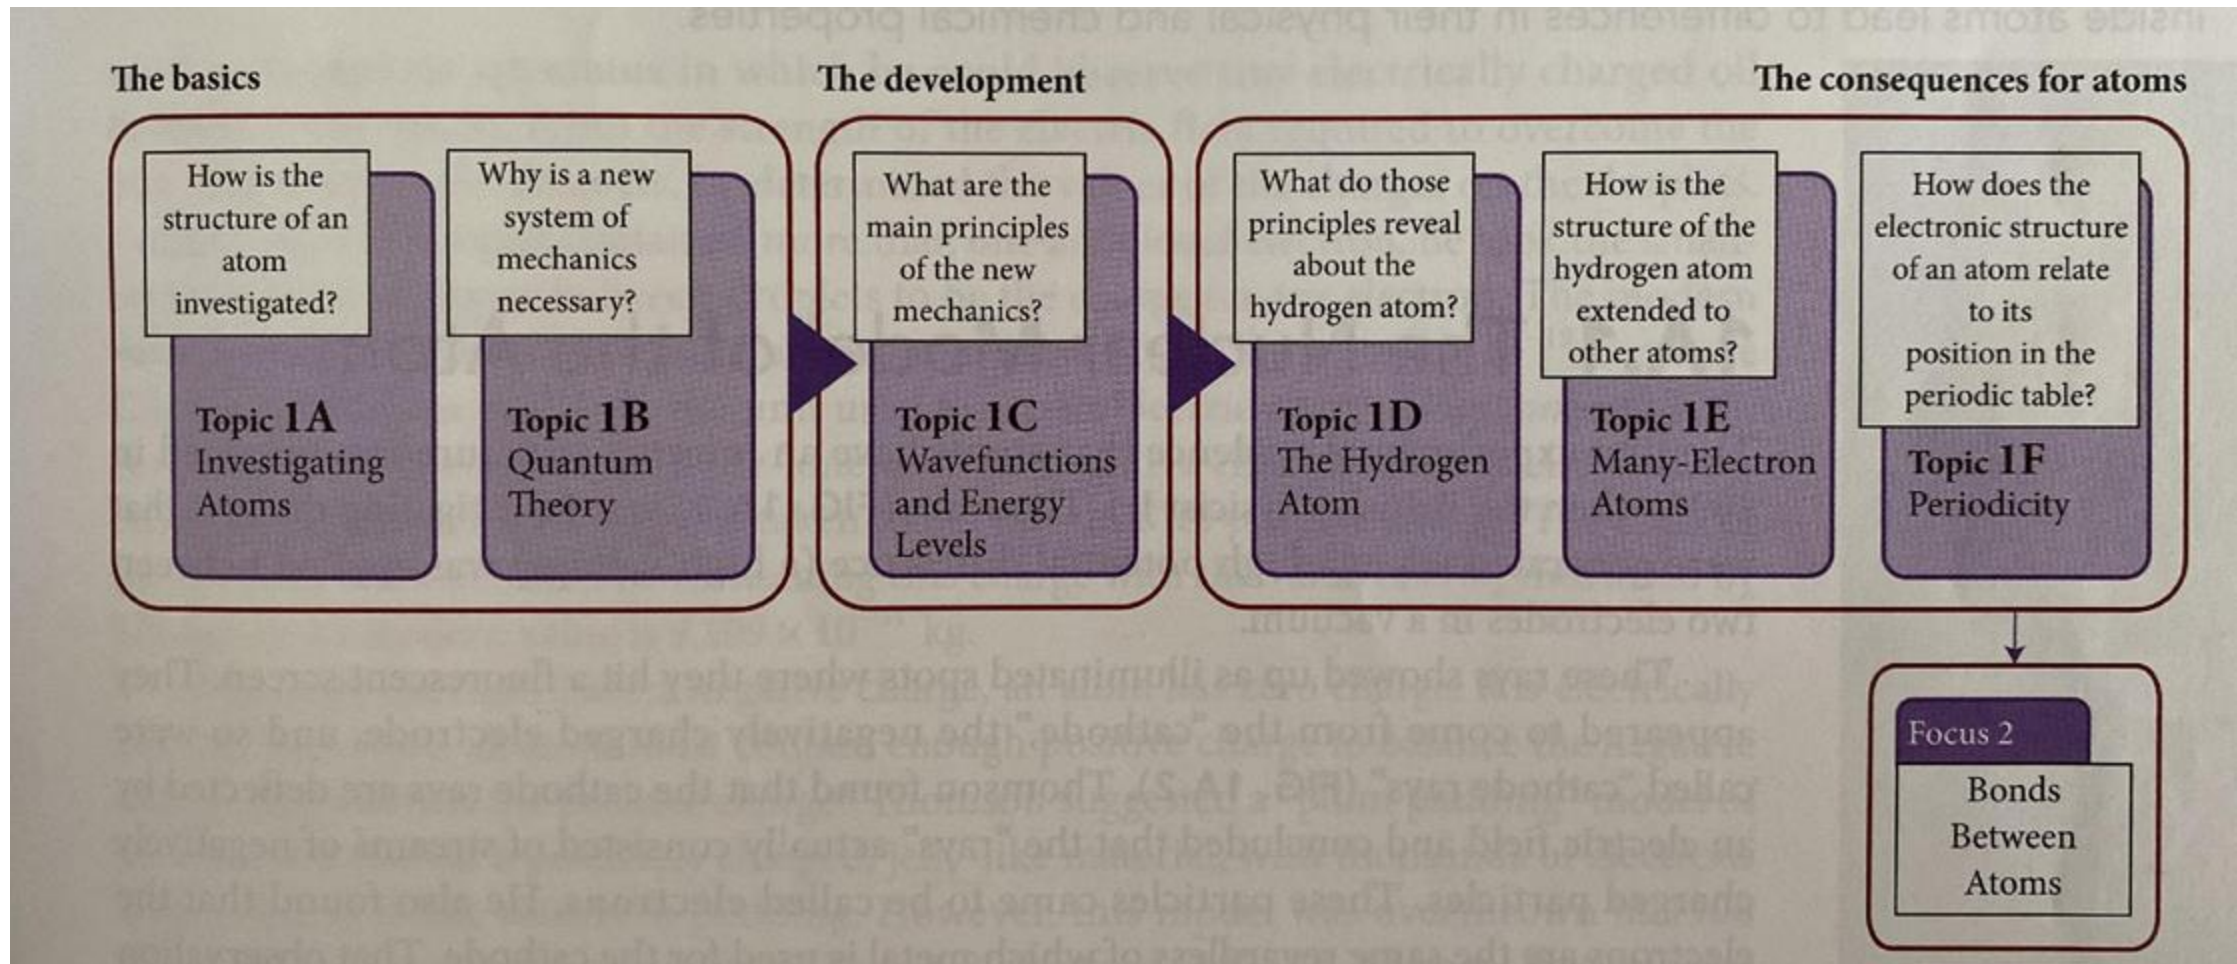 The basics
How is the
structure of an
atom
investigated?
Topic 1A
Investigating
Atoms
Why is a new
system of
mechanics
necessary?
Topic 1B
Quantum
Theory
The development
What are the
main principles
of the new
mechanics?
Topic 1C
Wavefunctions
and Energy
Levels
The consequences for atoms
What do those
principles reveal
about the
hydrogen atom?
Topic 1D
The Hydrogen
Atom
How is the
structure of the
hydrogen atom
extended to
other atoms?
Topic 1E
Many-Electron
Atoms
How does the
electronic structure
of an atom relate
to its
position in the
periodic table?
Topic 1F
Periodicity
Focus 2
Bonds
Between
Atoms